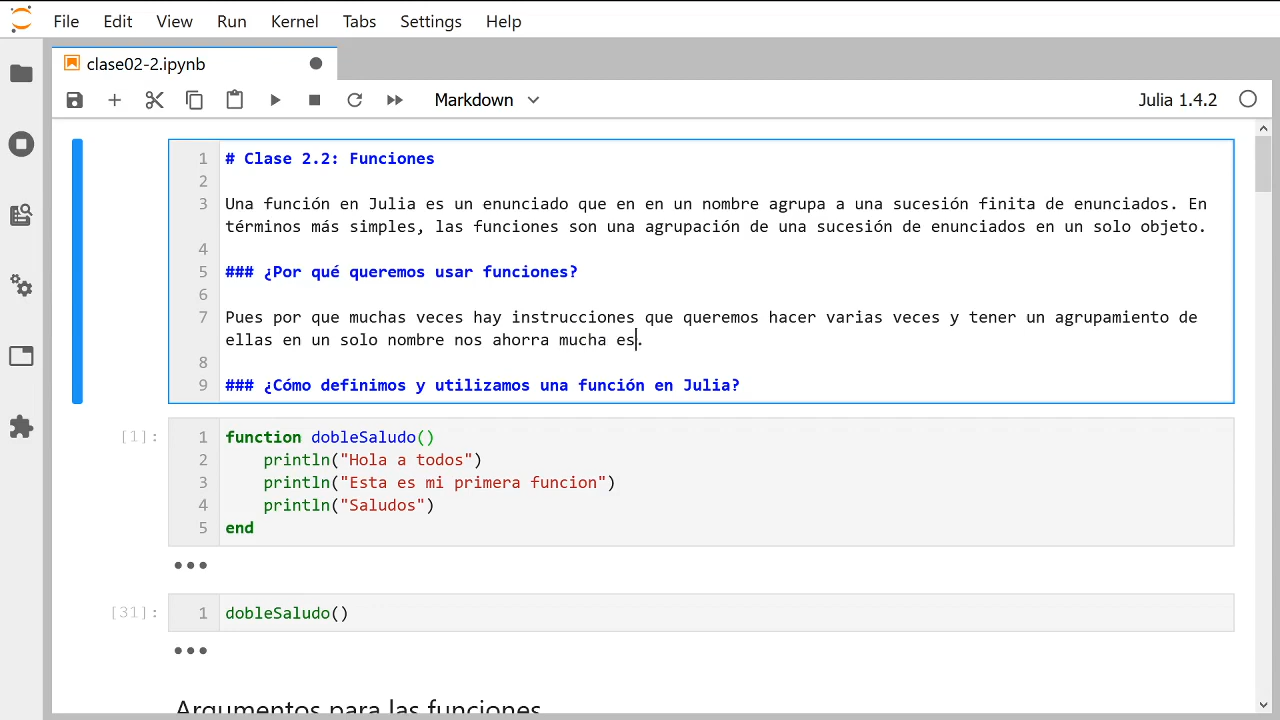 File Edit View Run Kernel Tabs Settings Help
clase02-2.ipynb
Markdown
Julia 1.4.2
1 # Clase 2.2: Funciones
2
3 Una función en Julia es un enunciado que en en un nombre agrupa a una sucesión finita de enunciados. En
términos más simples, las funciones son una agrupación de una sucesión de enunciados en un solo objeto.
4
5 ### ¿Por qué queremos usar funciones?
6
7 Pues por que muchas veces hay instrucciones que queremos hacer varias veces y tener un agrupamiento de
ellas en un solo nombre nos ahorra mucha es.
8
9 ### ¿Cómo definimos y utilizamos una función en Julia?
[1]: 1 function dobleSaludo()
2 println("Hola a todos")
3 println("Esta es mi primera funcion")
4 println("Saludos")
5 end
•••
[31]: 1 dobleSaludo()
•••
Argumentos para las funciones